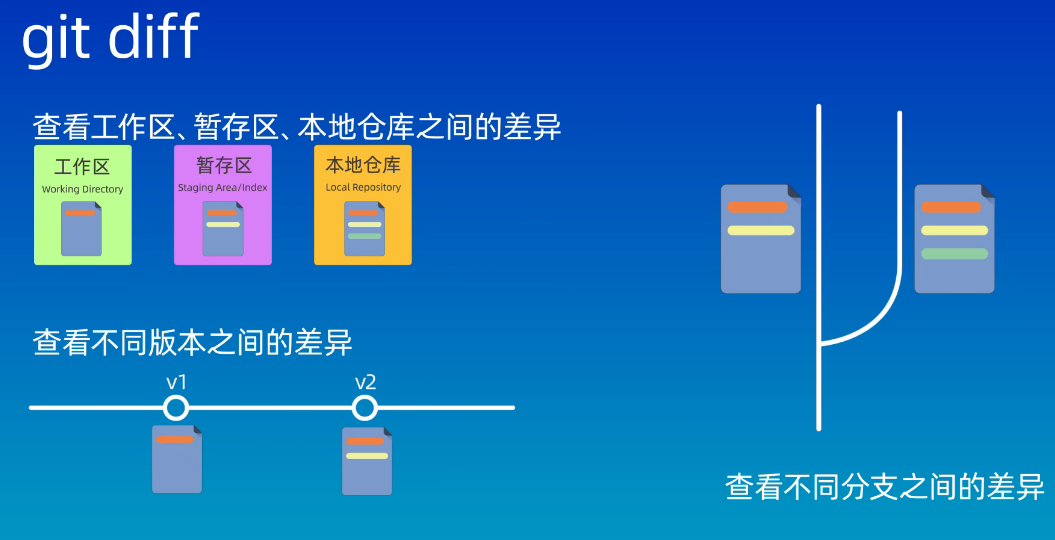 git diff
查看工作区、暂存区、本地仓库之间的差异
工作区
Working Directory
暂存区
Staging Area/Index
本地仓库
Local Repository
查看不同版本之间的差异
v1
v2
查看不同分支之间的差异